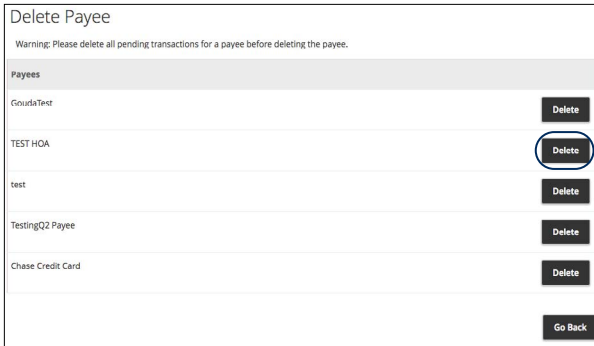 Delete Payee
Warning: Please delete all pending transactions for a payee before deleting the payee.
Payees
GoudaTest
Delete
TEST HOA
Delete
test
Delete
TestingQ2 Payee
Delete
Chase Credit Card
Delete
Go Back